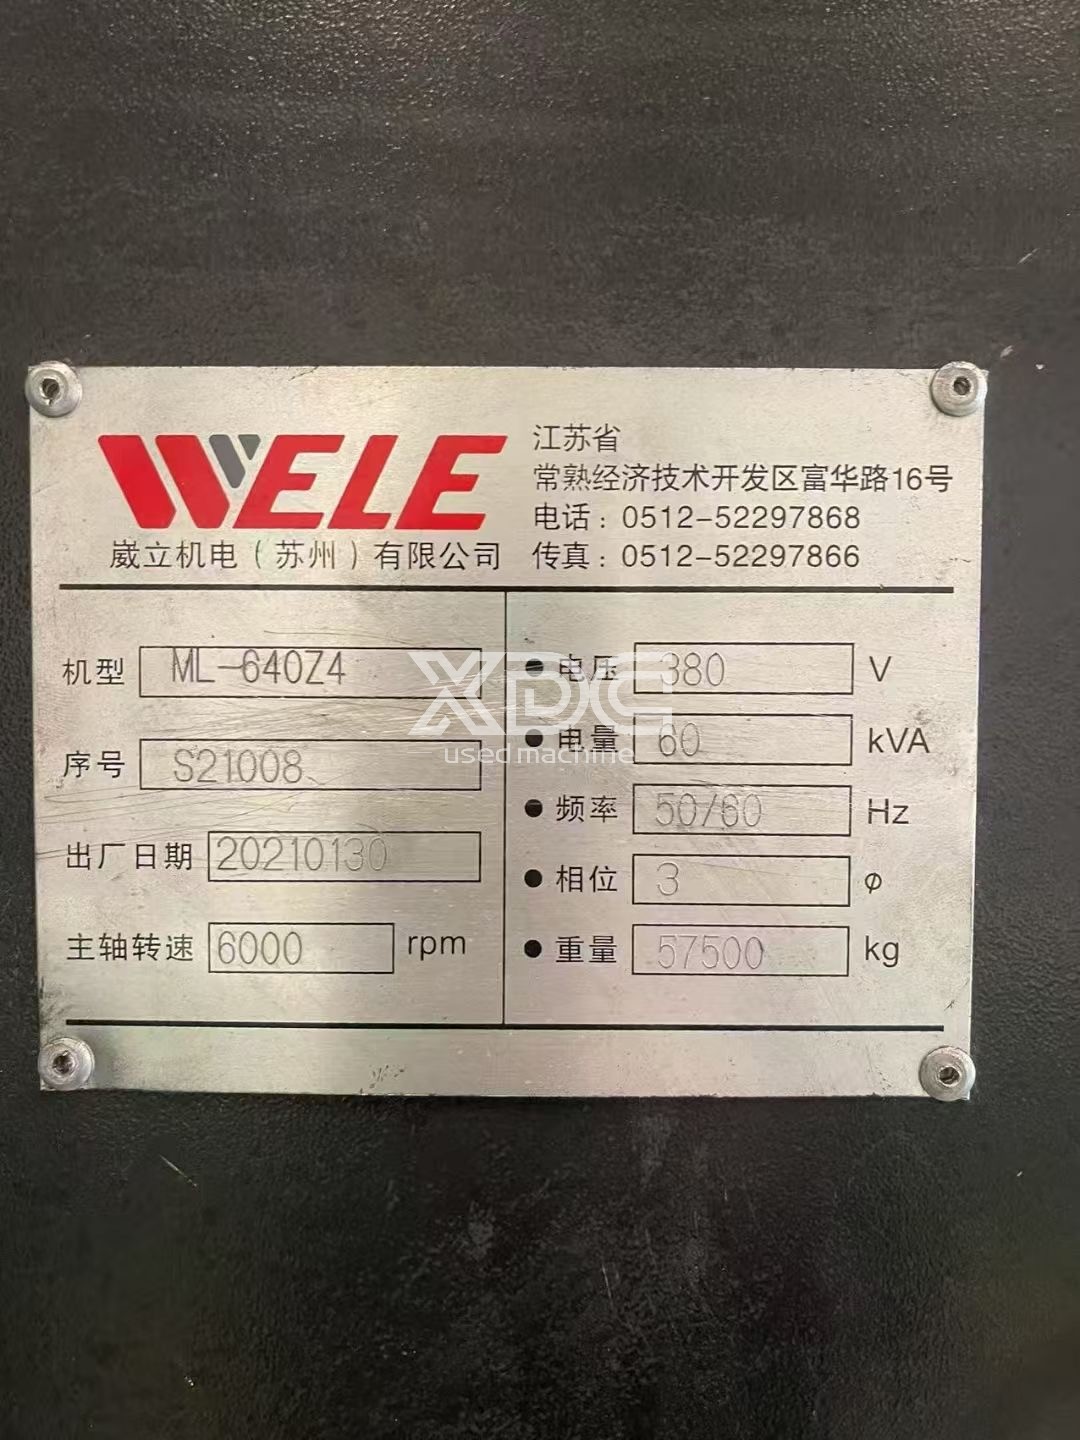 WELE
崴立机电（苏州）有限公司
江苏省
常熟经济技术开发区富华路16号
电话：0512-52297868
传真：0512-52297866
机型 ML-640Z4
序号 S21008
出厂日期 20210130
主轴转速 6000 rpm
电压 380 V
电量 60 kVA
频率 50/60 Hz
相位 3 ф
重量 57500 kg
XDC
used machine